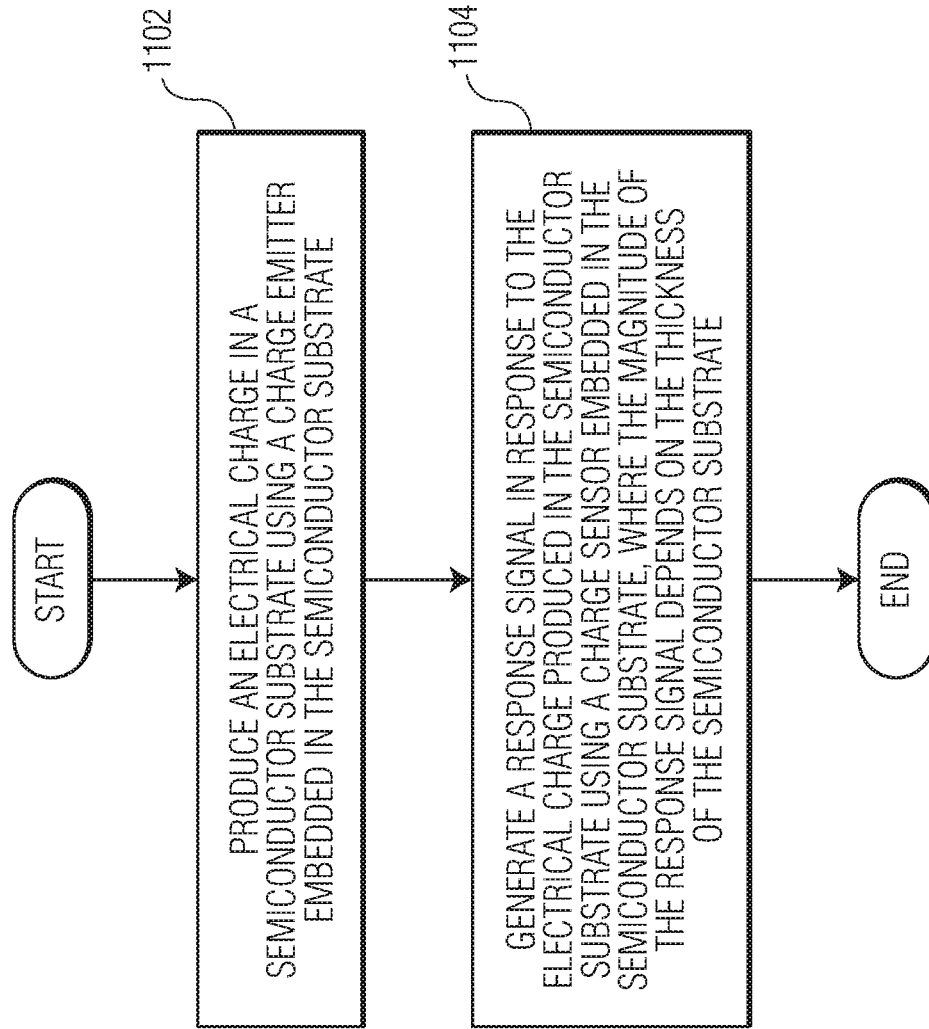 START
PRODUCE AN ELECTRICAL CHARGE IN A
SEMICONDUCTOR SUBSTRATE USING A CHARGE EMITTER
EMBEDDED IN THE SEMICONDUCTOR SUBSTRATE
1102
GENERATE A RESPONSE SIGNAL IN RESPONSE TO THE
ELECTRICAL CHARGE PRODUCED IN THE SEMICONDUCTOR
SUBSTRATE USING A CHARGE SENSOR EMBEDDED IN THE
SEMICONDUCTOR SUBSTRATE, WHERE THE MAGNITUDE OF
THE RESPONSE SIGNAL DEPENDS ON THE THICKNESS
OF THE SEMICONDUCTOR SUBSTRATE
1104
END